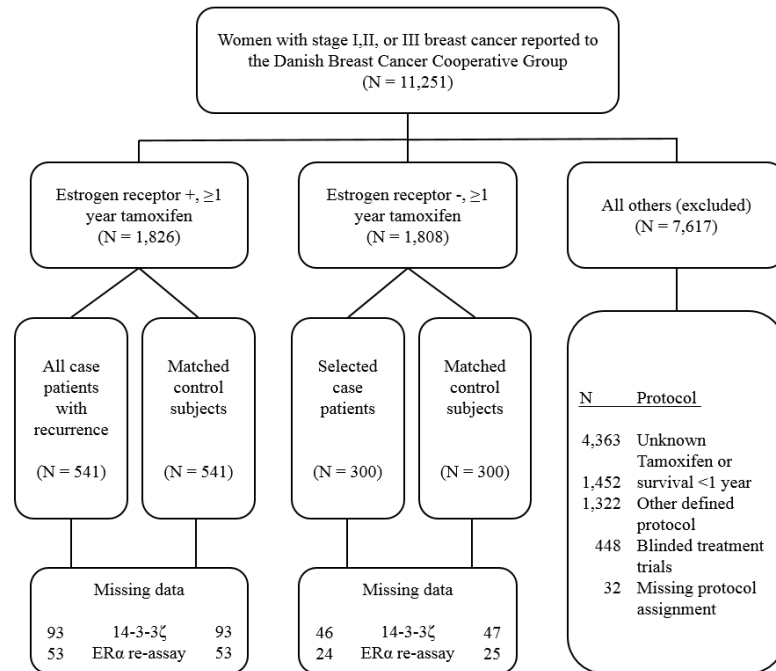 Women with stage I,II, or III breast cancer reported to
the Danish Breast Cancer Cooperative Group
(N = 11,251)
Estrogen receptor +, ≥1
year tamoxifen
(N = 1,826)
Estrogen receptor -, ≥1
year tamoxifen
(N = 1,808)
All others (excluded)
(N = 7,617)
All case
patients
with
recurrence
(N = 541)
Matched
control
subjects
(N = 541)
Selected
case
patients
(N = 300)
Matched
control
subjects
(N = 300)
N Protocol
4,363 Unknown
Tamoxifen or
1,452 survival <1 year
1,322 Other defined
protocol
448 Blinded treatment
trials
32 Missing protocol
assignment
Missing data
93 14-3-3ζ 93
53 ERα re-assay 53
Missing data
46 14-3-3ζ 47
24 ERα re-assay 25